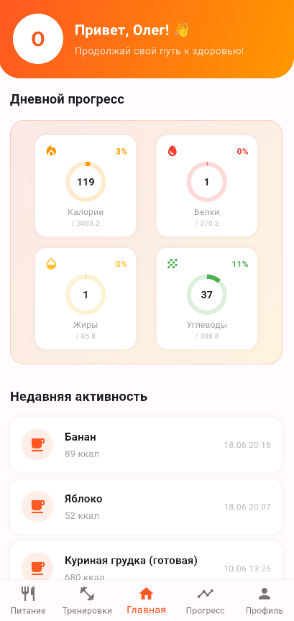 О
Привет, Олег! 👋
Продолжай свой путь к здоровью!
Дневной прогресс
3%
119
Калории
/ 3088.2
0%
1
Белки
/ 270.2
0%
1
Жиры
/ 85.8
11%
37
Углеводы
/ 308.8
Недавняя активность
Банан
89 ккал
18.06 20:18
Яблоко
52 ккал
18.06 20:07
Куриная грудка (готовая)
680 ккал
10.06 13:25
Питание
Тренировки
Главная
Прогресс
Профиль